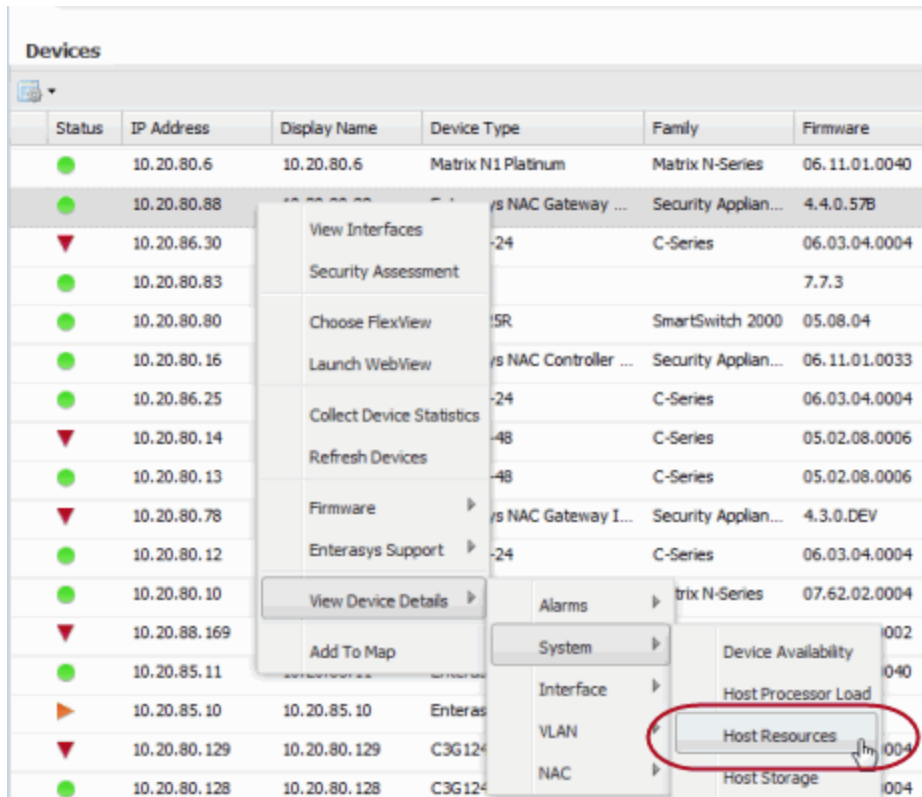 Devices
Status IP Address Display Name Device Type Family Firmware
10.20.80.6 10.20.80.6 Matrix N1 Platinum Matrix N-Series 06.11.01.0040
10.20.80.88 NAC Gateway ... Security Applian... 4.4.0.57B
View Interfaces
10.20.86.30 -24 C-Series 06.03.04.0004
Security Assessment
10.20.80.83 7.7.3
Choose FlexView
10.20.80.80 25R SmartSwitch 2000 05.08.04
Launch WebView
10.20.80.16 ys NAC Controller ... Security Applian... 06.11.01.0033
10.20.86.25 -24 C-Series 06.03.04.0004
Collect Device Statistics
10.20.80.14 -48 C-Series 05.02.08.0006
Refresh Devices
10.20.80.13 -48 C-Series 05.02.08.0006
Firmware
10.20.80.78 ys NAC Gateway I... Security Applian... 4.3.0.DEV
Enterasys Support
10.20.80.12 -24 C-Series 06.03.04.0004
10.20.80.10 View Device Details trix N-Series 07.62.02.0004
Alarms
10.20.88.169 002
Add To Map System Device Availability
10.20.85.11 040
Interface Host Processor Load
10.20.85.10 10.20.85.10 Enteras
VLAN Host Resources
10.20.80.129 10.20.80.129 C3G124 004
NAC Host Storage
10.20.80.128 10.20.80.128 C3G124 004